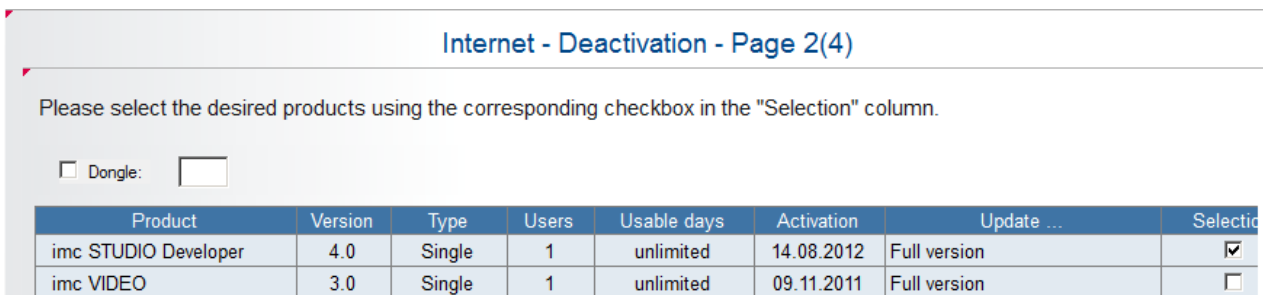 Internet - Deactivation - Page 2(4)
Please select the desired products using the corresponding checkbox in the "Selection" column.
Dongle:
Product Version Type Users Usable days Activation Update ... Selectio
imc STUDIO Developer 4.0 Single 1 unlimited 14.08.2012 Full version
imc VIDEO 3.0 Single 1 unlimited 09.11.2011 Full version